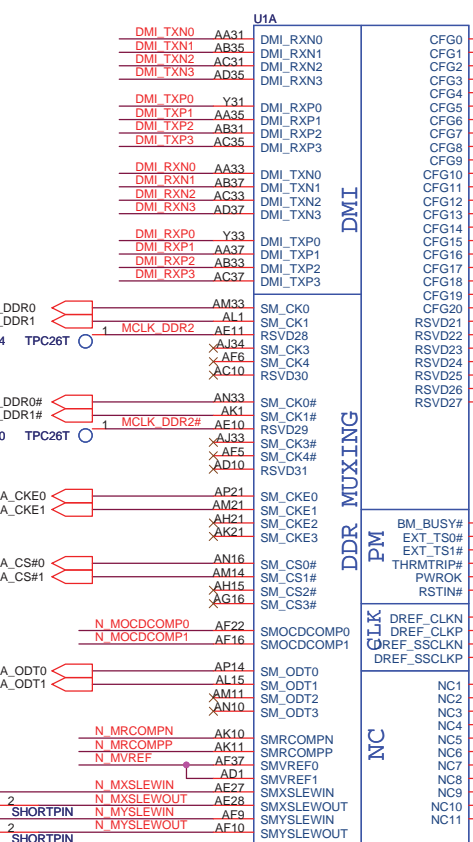 U1A
DMI_TXN0 AA31 DMI_RXN0 CFG0
DMI_TXN1 AB35 DMI_RXN1 CFG1
DMI_TXN2 AC31 DMI_RXN2 CFG2
DMI_TXN3 AD35 DMI_RXN3 CFG3
CFG4
DMI_TXP0 Y31 DMI_RXP0 CFG5
DMI_TXP1 AA35 DMI_RXP1 CFG6
DMI_TXP2 AB31 DMI_RXP2 CFG7
DMI_TXP3 AC35 DMI_RXP3 CFG8
CFG9
DMI_RXN0 AA33 DMI_TXN0 CFG10
DMI_RXN1 AB37 DMI_TXN1 CFG11
DMI_RXN2 AC33 DMI_TXN2 CFG12
DMI_RXN3 AD37 DMI_TXN3 CFG13
DMI
CFG14
DMI_RXP0 Y33 DMI_TXP0 CFG15
DMI_RXP1 AA37 DMI_TXP1 CFG16
DMI_RXP2 AB33 DMI_TXP2 CFG17
DMI_RXP3 AC37 DMI_TXP3 CFG18
CFG19
_DDR0 AM33 SM_CK0 CFG20
_DDR1 AL1 SM_CK1 RSVD21
1 MCLK_DDR2 AE11 RSVD28 RSVD22
4 TPC26T AJ34 SM_CK3 RSVD23
AF6 SM_CK4 RSVD24
AC10 RSVD30 RSVD25
RSVD26
_DDR0# AN33 SM_CK0# RSVD27
_DDR1# AK1 SM_CK1#
1 MCLK_DDR2# AE10 RSVD29
0 TPC26T AJ33 SM_CK3#
AF5 SM_CK4#
AD10 RSVD31
DDR MUXING
A_CKE0 AP21 SM_CKE0
A_CKE1 AM21 SM_CKE1
AH21 SM_CKE2 BM_BUSY#
AK21 SM_CKE3 EXT_TS0#
PM
EXT_TS1#
A_CS#0 AN16 SM_CS0# THRMTRIP#
A_CS#1 AM14 SM_CS1# PWROK
AH15 SM_CS2# RSTIN#
AG16 SM_CS3#
CLK
N_MOCDCOMP0 AF22 SMOCDCOMP0 DREF_CLKN
DREF_CLKP
N_MOCDCOMP1 AF16 SMOCDCOMP1 DREF_SSCLKN
DREF_SSCLKP
A_ODT0 AP14 SM_ODT0
A_ODT1 AL15 SM_ODT1 NC1
AM11 SM_ODT2 NC2
AN10 SM_ODT3 NC3
NC4
N_MRCOMPN AK10 SMRCOMPN NC5
N_MRCOMPP AK11 SMRCOMPP NC6
NC
N_MVREF AF37 SMVREF0 NC7
AD1 SMVREF1 NC8
N_MXSLEWIN AE27 SMXSLEWIN NC9
2 N_MXSLEWOUT AE28 SMXSLEWOUT NC10
SHORTPIN N_MYSLEWIN AF9 SMYSLEWIN NC11
2 N_MYSLEWOUT AF10 SMYSLEWOUT
SHORTPIN